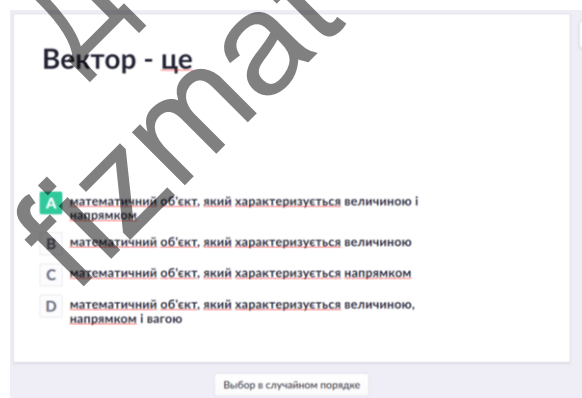 Вектор - це
A математичний об'єкт, який характеризується величиною і
напрямком
B математичний об'єкт, який характеризується величиною
C математичний об'єкт, який характеризується напрямком
D математичний об'єкт, який характеризується величиною,
напрямком і вагою
Выбор в случайном порядке
fizmat